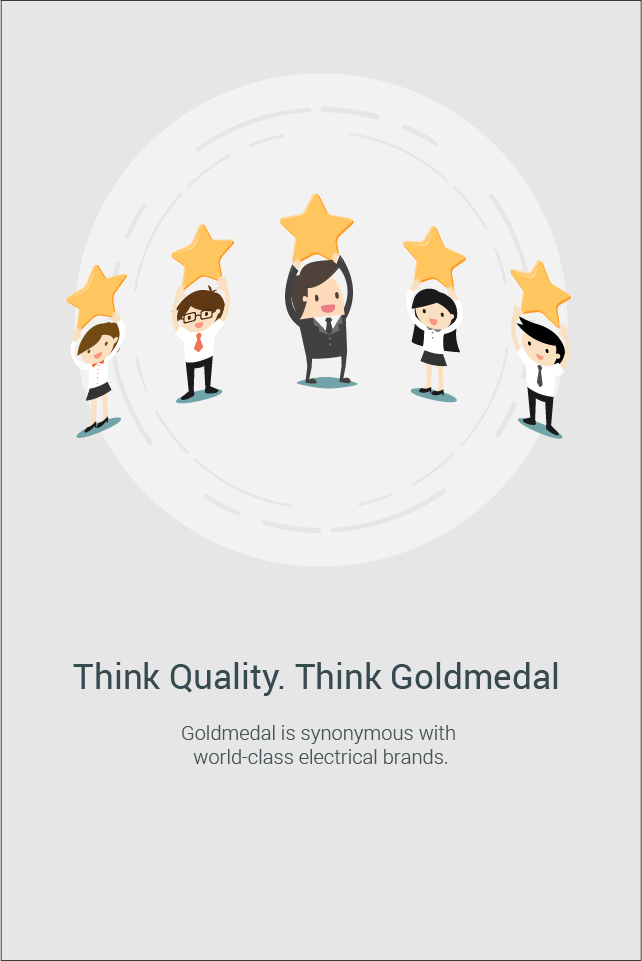 Think Quality. Think Goldmedal
Goldmedal is synonymous with
world-class electrical brands.